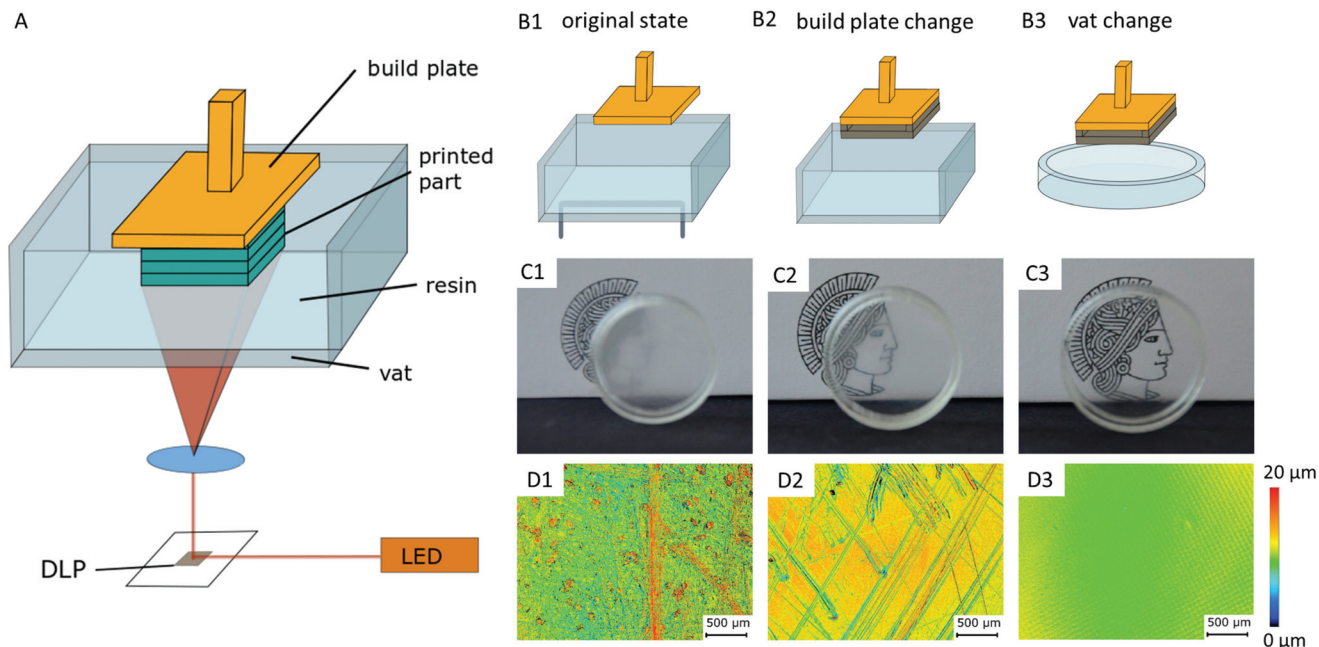 A
build plate
printed
part
resin
vat
DLP
LED
B1 original state
B2 build plate change
B3 vat change
C1
C2
C3
D1
500 µm
D2
500 µm
D3
500 µm
20 µm
0 µm